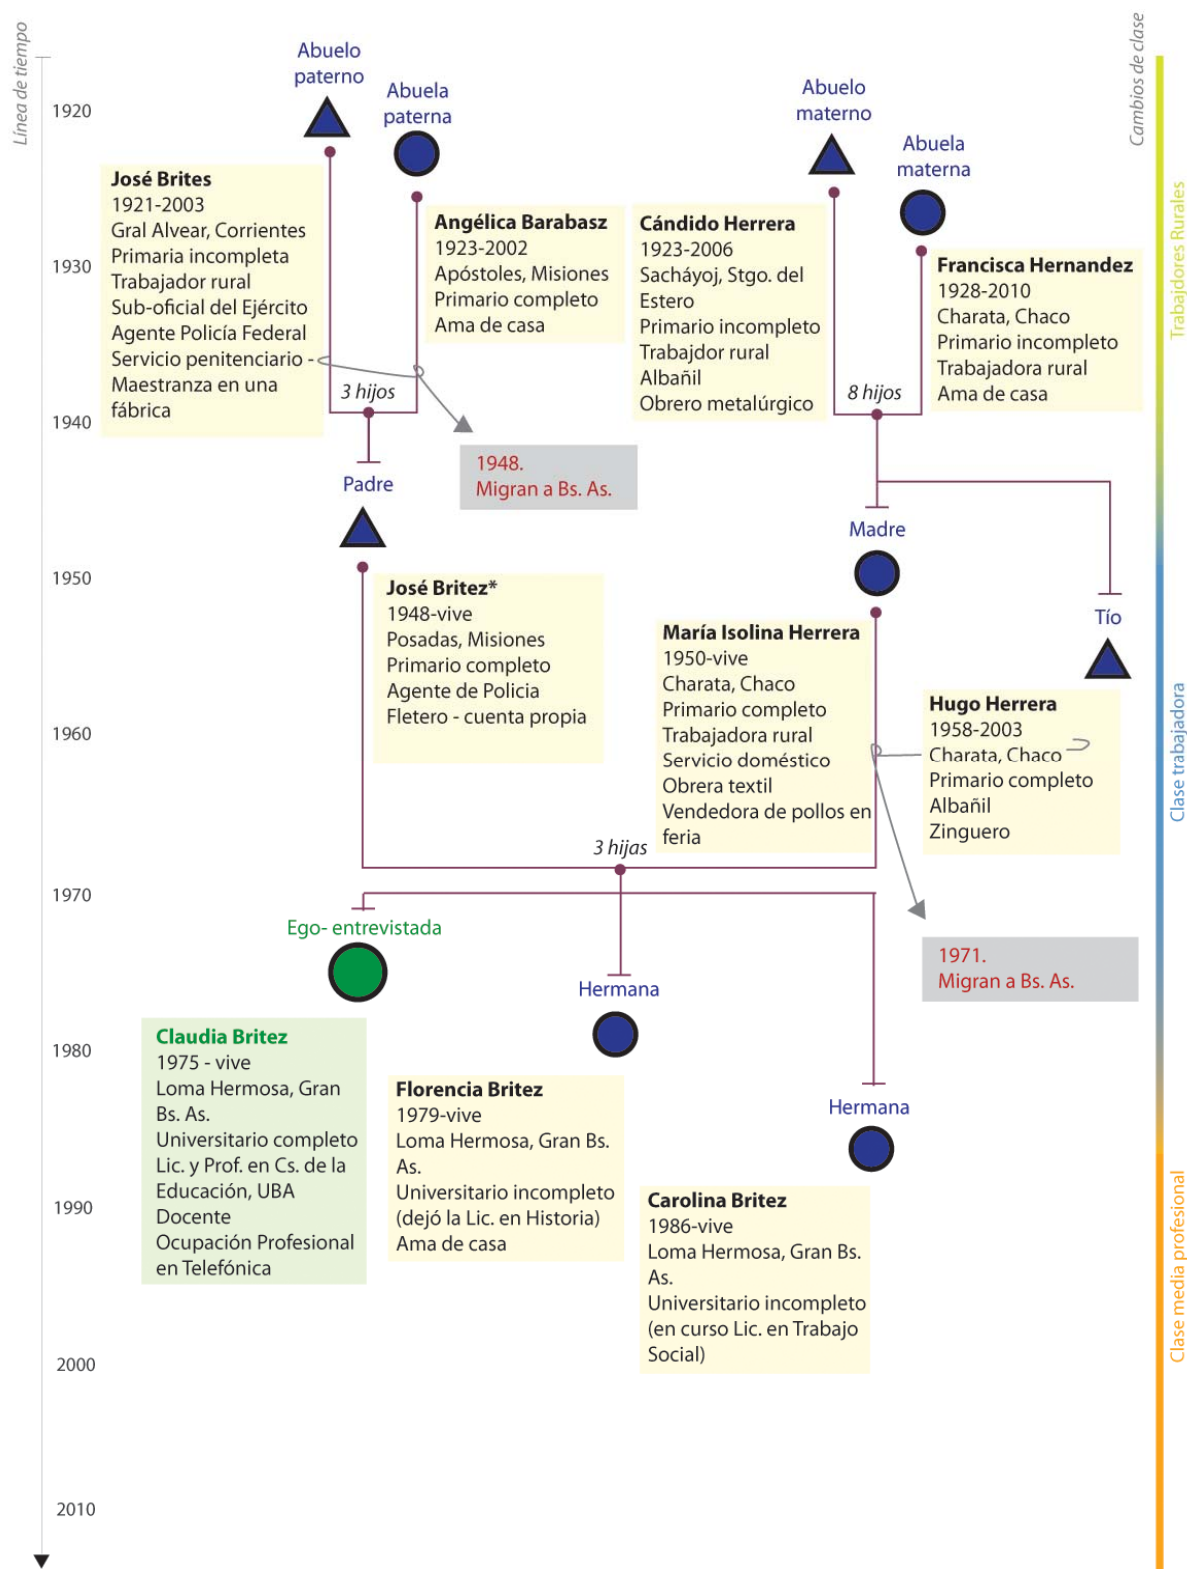 Línea de tiempo
Cambios de clase
Abuelo
paterno
Abuela
paterna
Abuelo
materno
Abuela
materna
1920
1930
1940
1950
1960
1970
1980
1990
2000
2010
José Brites
1921-2003
Gral Alvear, Corrientes
Primaria incompleta
Trabajador rural
Sub-oficial del Ejército
Agente Policía Federal
Servicio penitenciario -
Maestranza en una
fábrica
Angélica Barabasz
1923-2002
Apóstoles, Misiones
Primario completo
Ama de casa
Cándido Herrera
1923-2006
Sacháyoj, Stgo. del
Estero
Primario incompleto
Trabajdor rural
Albañil
Obrero metalúrgico
Francisca Hernandez
1928-2010
Charata, Chaco
Primario incompleto
Trabajadora rural
Ama de casa
3 hijos
8 hijos
1948.
Migran a Bs. As.
Padre
Madre
Tío
José Britez*
1948-vive
Posadas, Misiones
Primario completo
Agente de Policia
Fletero - cuenta propia
María Isolina Herrera
1950-vive
Charata, Chaco
Primario completo
Trabajadora rural
Servicio doméstico
Obrera textil
Vendedora de pollos en
feria
Hugo Herrera
1958-2003
Charata, Chaco
Primario completo
Albañil
Zinguero
3 hijas
1971.
Migran a Bs. As.
Ego- entrevistada
Hermana
Hermana
Claudia Britez
1975 - vive
Loma Hermosa, Gran
Bs. As.
Universitario completo
Lic. y Prof. en Cs. de la
Educación, UBA
Docente
Ocupación Profesional
en Telefónica
Florencia Britez
1979-vive
Loma Hermosa, Gran Bs.
As.
Universitario incompleto
(dejó la Lic. en Historia)
Ama de casa
Carolina Britez
1986-vive
Loma Hermosa, Gran Bs.
As.
Universitario incompleto
(en curso Lic. en Trabajo
Social)
Trabajdores Rurales
Clase trabajadora
Clase media profesional